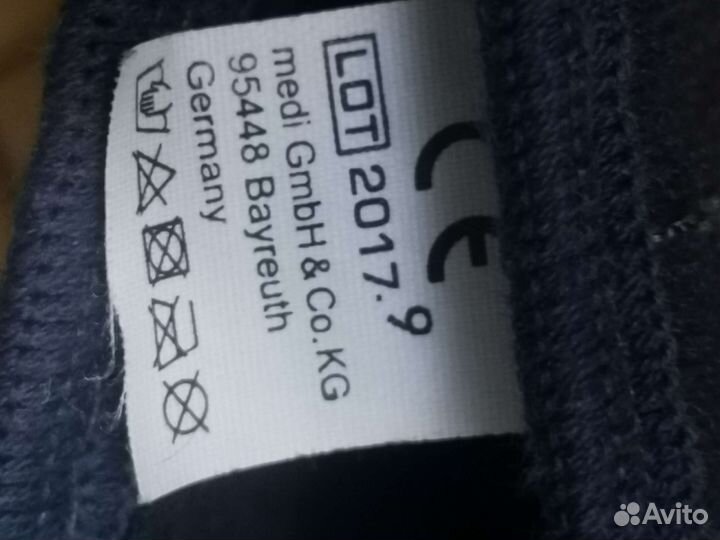 CE
LOT 2017.9
medi GmbH & Co.KG
95448 Bayreuth
Germany
Avito